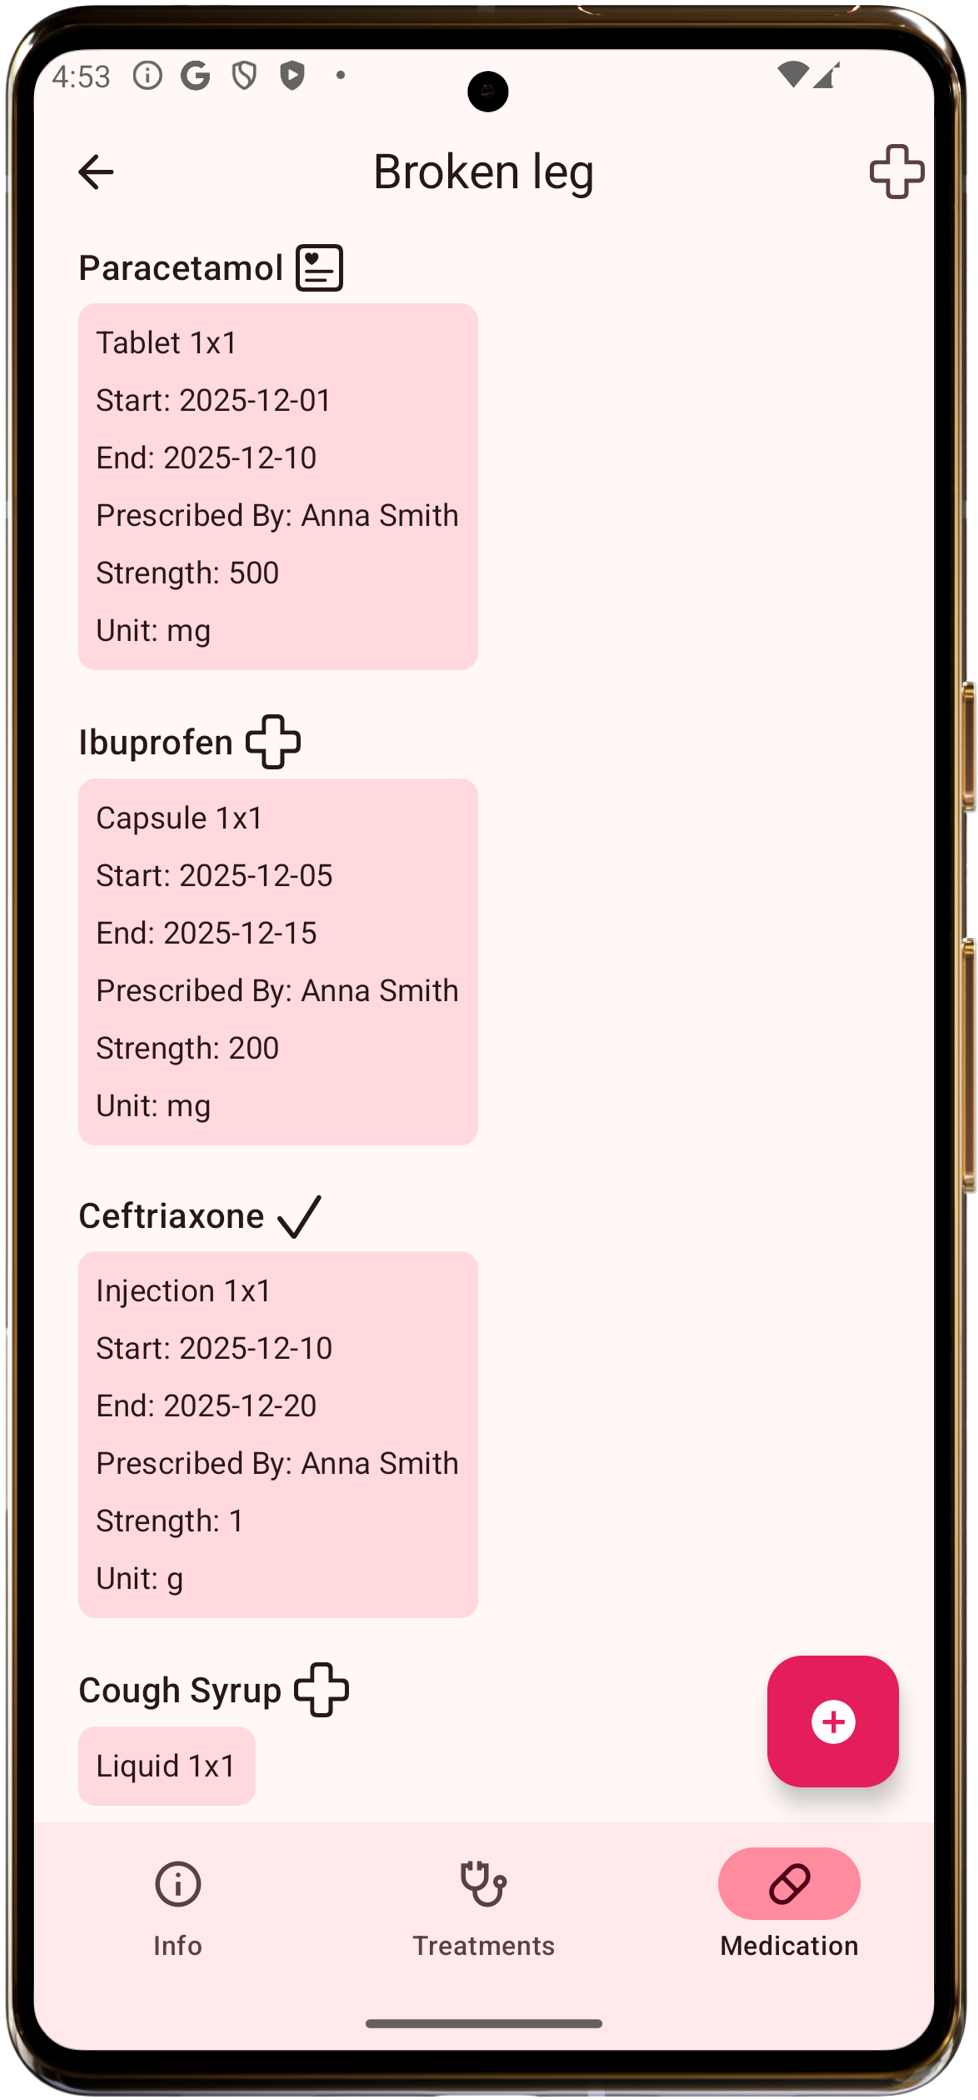 4:53
Broken leg
Paracetamol
Tablet 1x1
Start: 2025-12-01
End: 2025-12-10
Prescribed By: Anna Smith
Strength: 500
Unit: mg
Ibuprofen
Capsule 1x1
Start: 2025-12-05
End: 2025-12-15
Prescribed By: Anna Smith
Strength: 200
Unit: mg
Ceftriaxone
Injection 1x1
Start: 2025-12-10
End: 2025-12-20
Prescribed By: Anna Smith
Strength: 1
Unit: g
Cough Syrup
Liquid 1x1
Info
Treatments
Medication